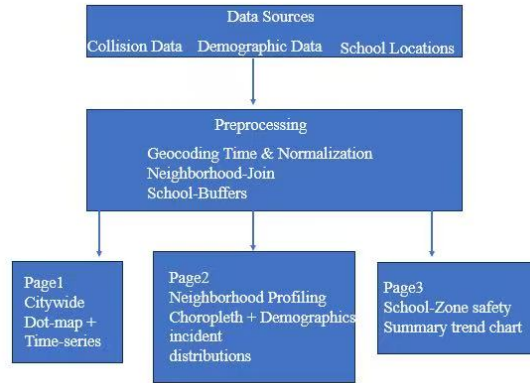 Data Sources
Collision Data Demographic Data School Locations
Preprocessing
Geocoding Time & Normalization
Neighborhood-Join
School-Buffers
Page1
Citywide
Dot-map +
Time-series
Page2
Neighborhood Profiling
Choropleth + Demographics
incident
distributions
Page3
School-Zone safety
Summary trend chart